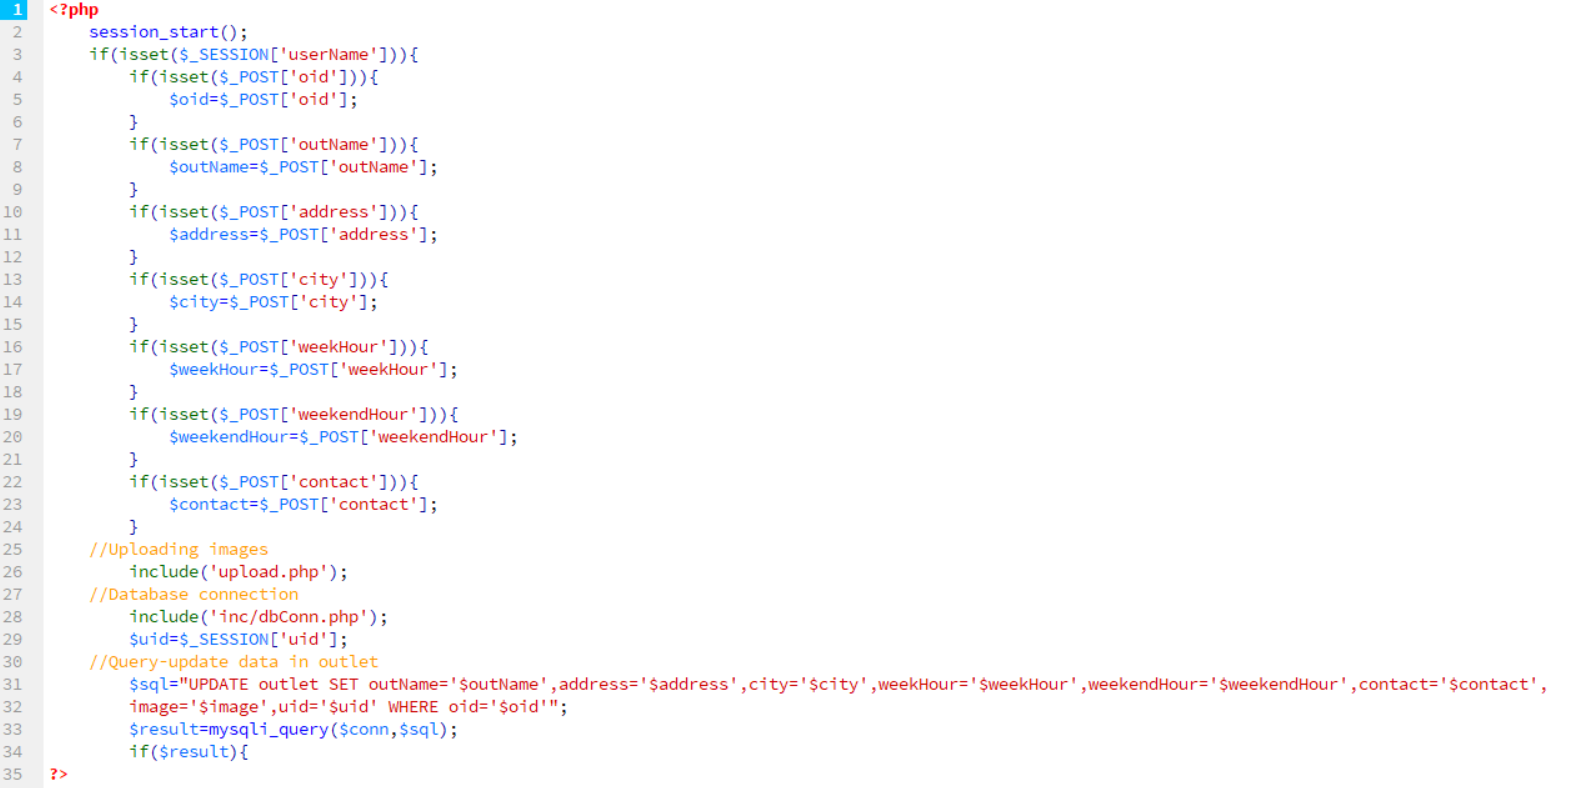 1 <?php
2 session_start();
3 if(isset($_SESSION['userName'])){
4 if(isset($_POST['oid'])){
5 $oid=$_POST['oid'];
6 }
7 if(isset($_POST['outName'])){
8 $outName=$_POST['outName'];
9 }
10 if(isset($_POST['address'])){
11 $address=$_POST['address'];
12 }
13 if(isset($_POST['city'])){
14 $city=$_POST['city'];
15 }
16 if(isset($_POST['weekHour'])){
17 $weekHour=$_POST['weekHour'];
18 }
19 if(isset($_POST['weekendHour'])){
20 $weekendHour=$_POST['weekendHour'];
21 }
22 if(isset($_POST['contact'])){
23 $contact=$_POST['contact'];
24 }
25 //Uploading images
26 include('upload.php');
27 //Database connection
28 include('inc/dbConn.php');
29 $uid=$_SESSION['uid'];
30 //Query-update data in outlet
31 $sql="UPDATE outlet SET outName='$outName',address='$address',city='$city',weekHour='$weekHour',weekendHour='$weekendHour',contact='$contact',
32 image='$image',uid='$uid' WHERE oid='$oid'";
33 $result=mysqli_query($conn,$sql);
34 if($result){
35 ?>